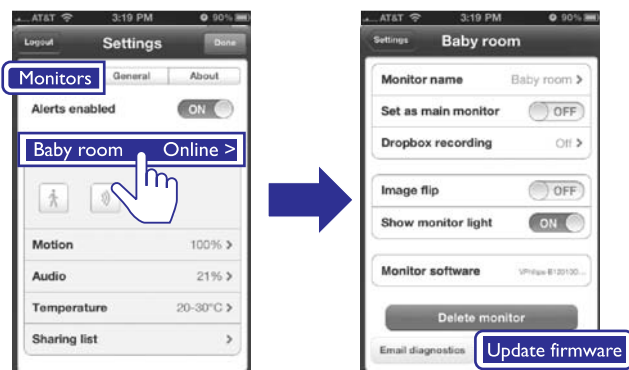 AT&T 3:19 PM 90%
Logout Settings Done
Monitors General About
Alerts enabled ON
Baby room Online >
Motion 100% >
Audio 21% >
Temperature 20-30°C >
Sharing list >
AT&T 3:19 PM 90%
Settings Baby room
Monitor name Baby room >
Set as main monitor OFF
Dropbox recording Off >
Image flip OFF
Show monitor light ON
Monitor software
Delete monitor
Email diagnostics Update firmware